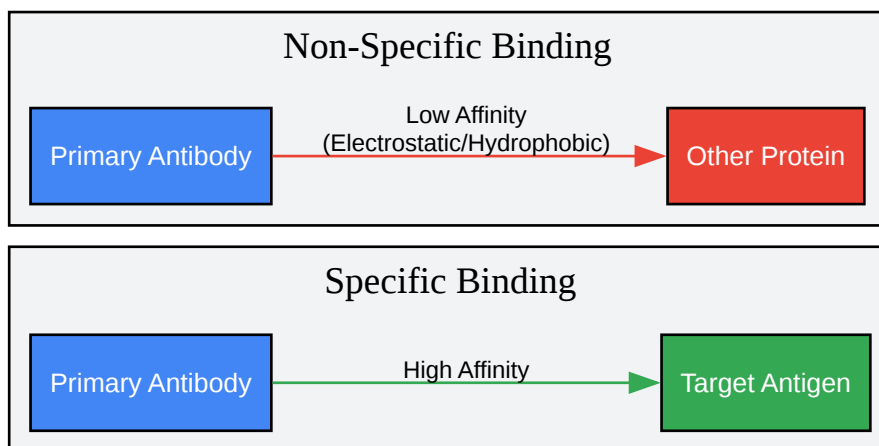 Non-Specific Binding
Primary Antibody
Low Affinity
(Electrostatic/Hydrophobic)
Other Protein
Specific Binding
Primary Antibody
High Affinity
Target Antigen